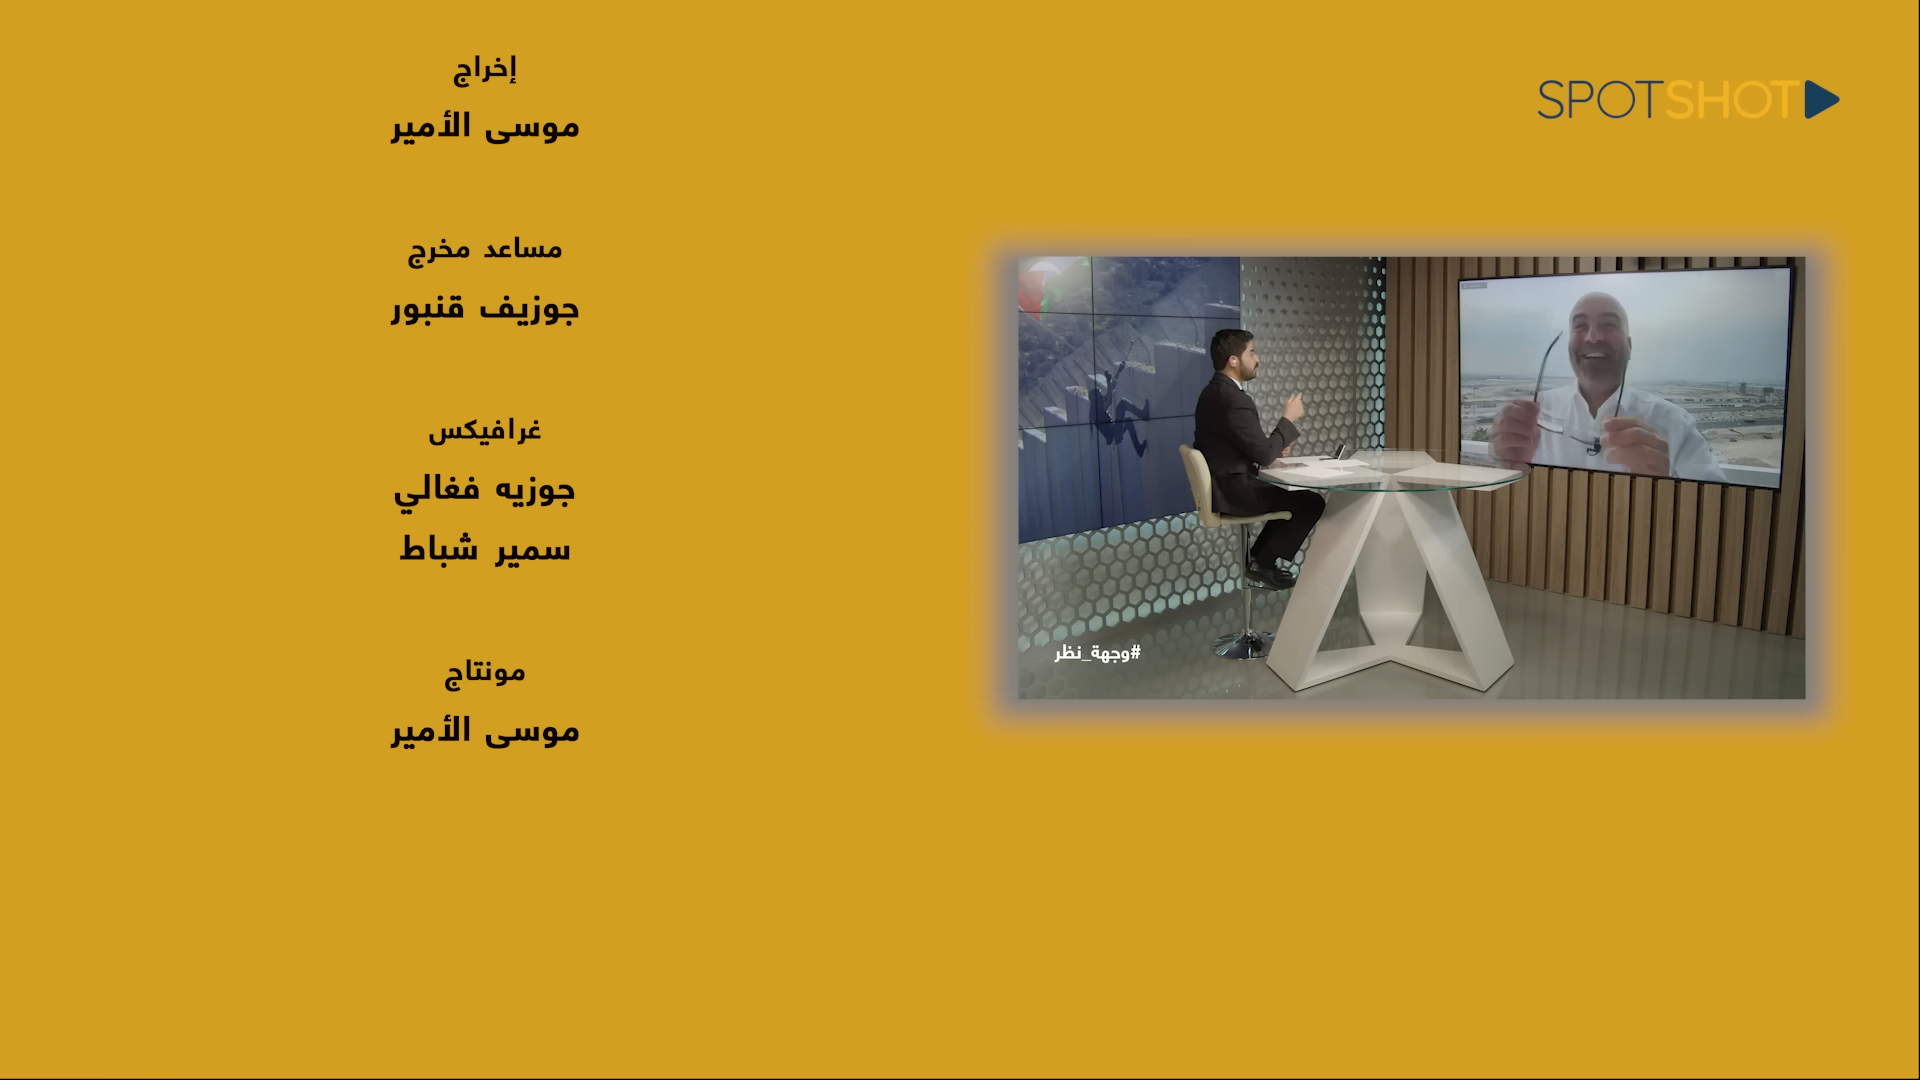 إخراج
موسى الأمير
مساعد مخرج
جوزيف قنبور
غرافيكس
جوزيه فغالي
سمير شباط
مونتاج
موسى الأمير
SPOTSHOT
#وجهة_نظر